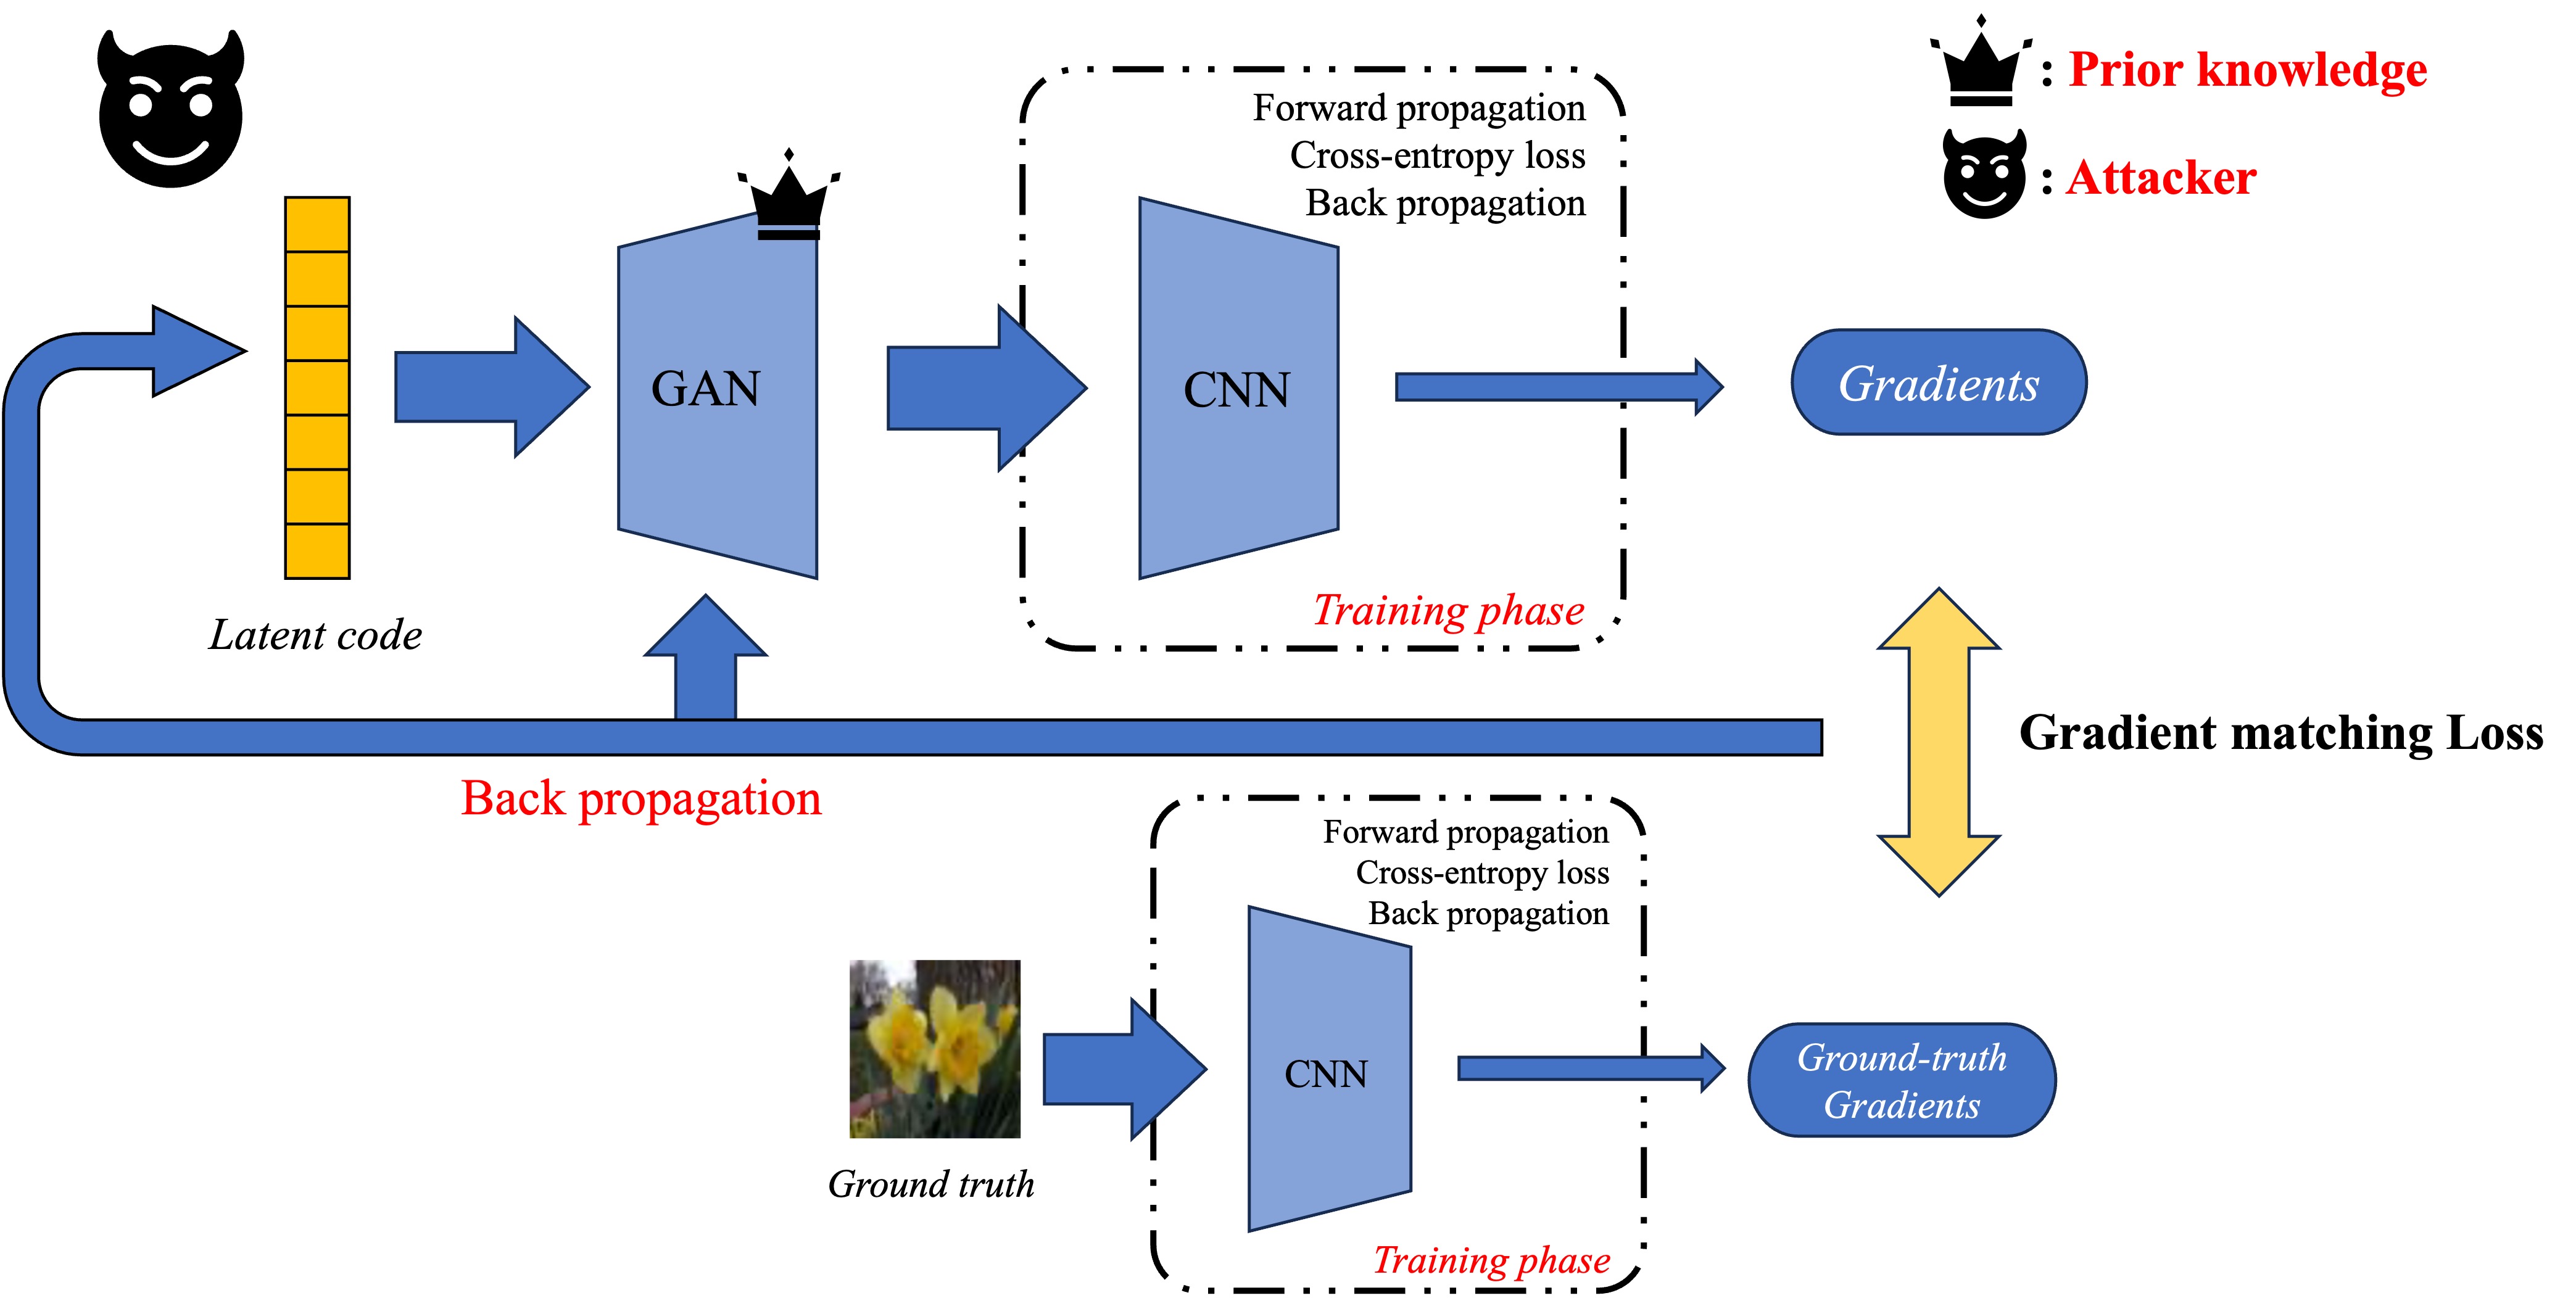 : Prior knowledge
: Attacker
Forward propagation
Cross-entropy loss
Back propagation
GAN
CNN
Gradients
Training phase
Latent code
Gradient matching Loss
Back propagation
Forward propagation
Cross-entropy loss
Back propagation
CNN
Ground-truth
Gradients
Ground truth
Training phase